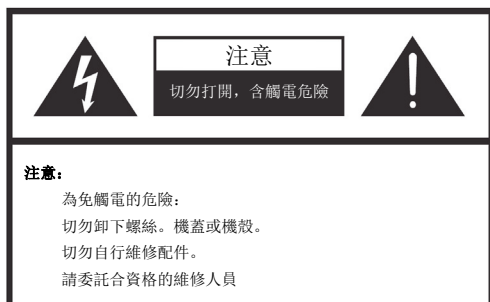 注意
切勿打開，含觸電危險
注意：
為免觸電的危險：
切勿卸下螺絲。機蓋或機殼。
切勿自行維修配件。
請委託合資格的維修人員